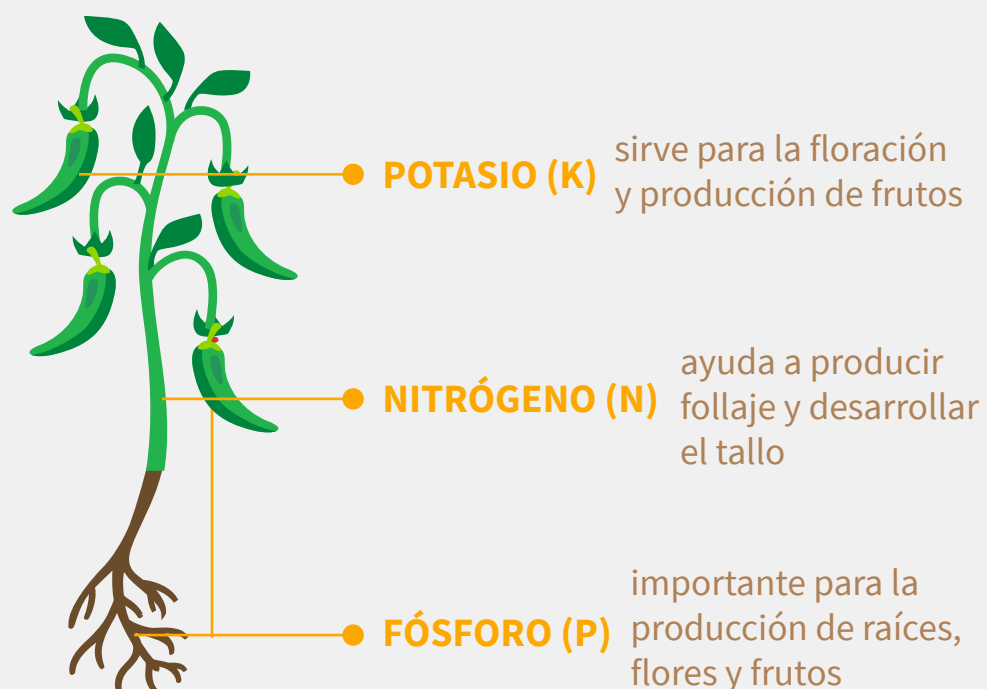 POTASIO (K)
sirve para la floración
y producción de frutos
NITRÓGENO (N)
ayuda a producir
follaje y desarrollar
el tallo
FÓSFORO (P)
importante para la
producción de raíces,
flores y frutos